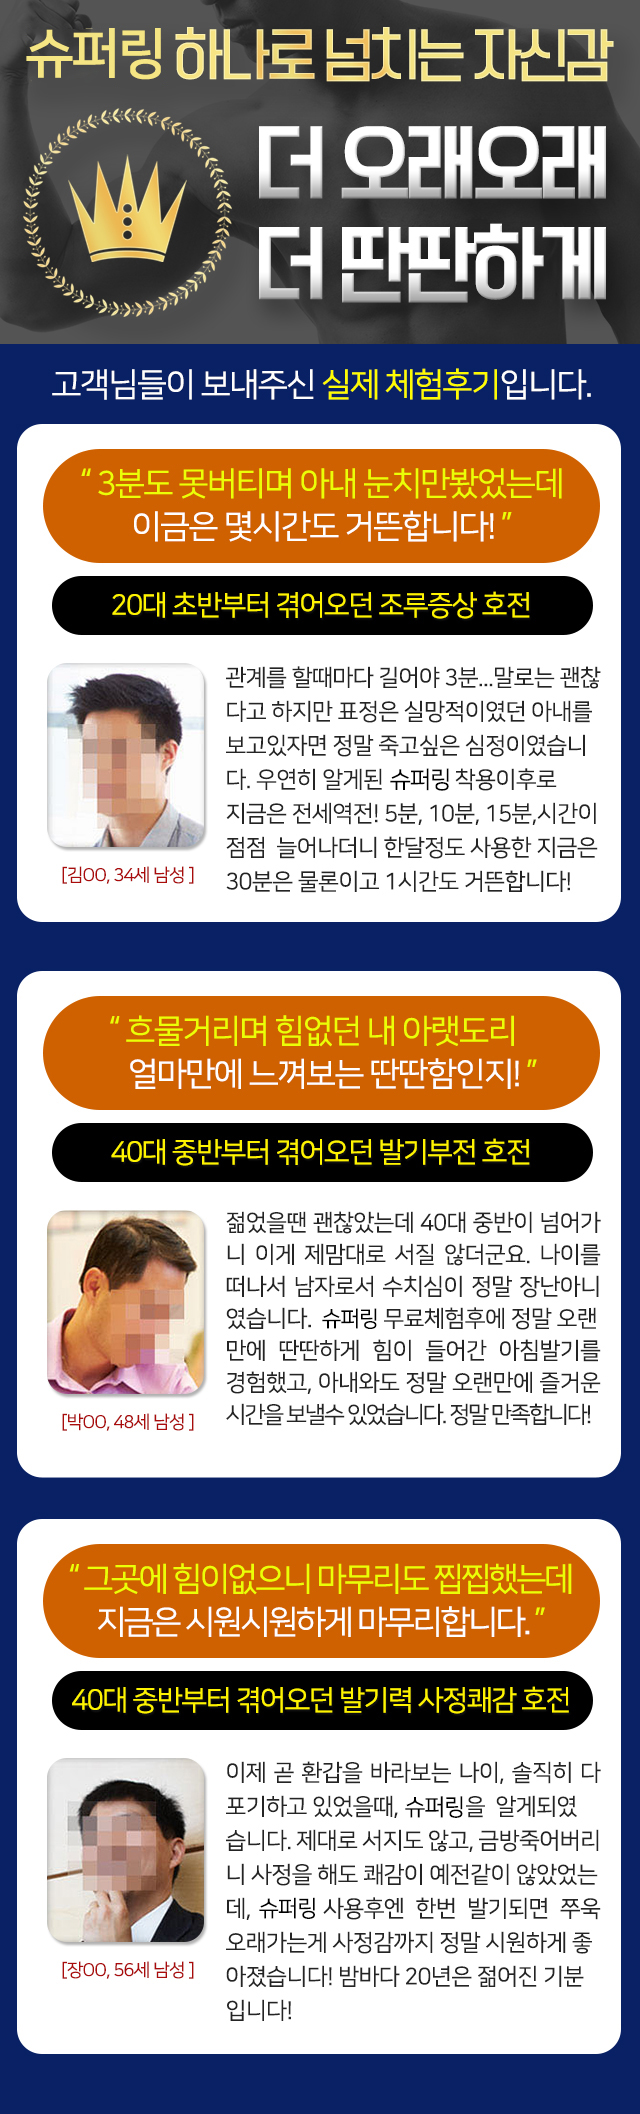 슈퍼링 하나로 넘치는 자신감
더 오래오래
더 딴딴하게
고객님들이 보내주신 실제 체험후기입니다.
“ 3분도 못버티며 아내 눈치만봤었는데
이금은 몇시간도 거뜬합니다! ”
20대 초반부터 겪어오던 조루증상 호전
관계를 할때마다 길어야 3분...말로는 괜찮
다고 하지만 표정은 실망적이였던 아내를
보고있자면 정말 죽고싶은 심정이였습니
다. 우연히 알게된 슈퍼링 착용이후로
지금은 전세역전! 5분, 10분, 15분,시간이
점점 늘어나더니 한달정도 사용한 지금은
30분은 물론이고 1시간도 거뜬합니다!
[김OO, 34세 남성 ]
“ 흐물거리며 힘없던 내 아랫도리
얼마만에 느껴보는 딴딴함인지! ”
40대 중반부터 겪어오던 발기부전 호전
젊었을땐 괜찮았는데 40대 중반이 넘어가
니 이게 제맘대로 서질 않더군요. 나이를
떠나서 남자로서 수치심이 정말 장난아니
였습니다. 슈퍼링 무료체험후에 정말 오랜
만에 딴딴하게 힘이 들어간 아침발기를
경험했고, 아내와도 정말 오랜만에 즐거운
시간을 보낼수 있었습니다. 정말 만족합니다!
[박OO, 48세 남성 ]
“ 그곳에 힘이없으니 마무리도 찝찝했는데
지금은 시원시원하게 마무리합니다. ”
40대 중반부터 겪어오던 발기력 사정쾌감 호전
이제 곧 환갑을 바라보는 나이, 솔직히 다
포기하고 있었을때, 슈퍼링을 알게되였
습니다. 제대로 서지도 않고, 금방죽어버리
니 사정을 해도 쾌감이 예전같이 않았었는
데, 슈퍼링 사용후엔 한번 발기되면 쭈욱
오래가는게 사정감까지 정말 시원하게 좋
아졌습니다! 밤바다 20년은 젊어진 기분
입니다!
[장OO, 56세 남성 ]